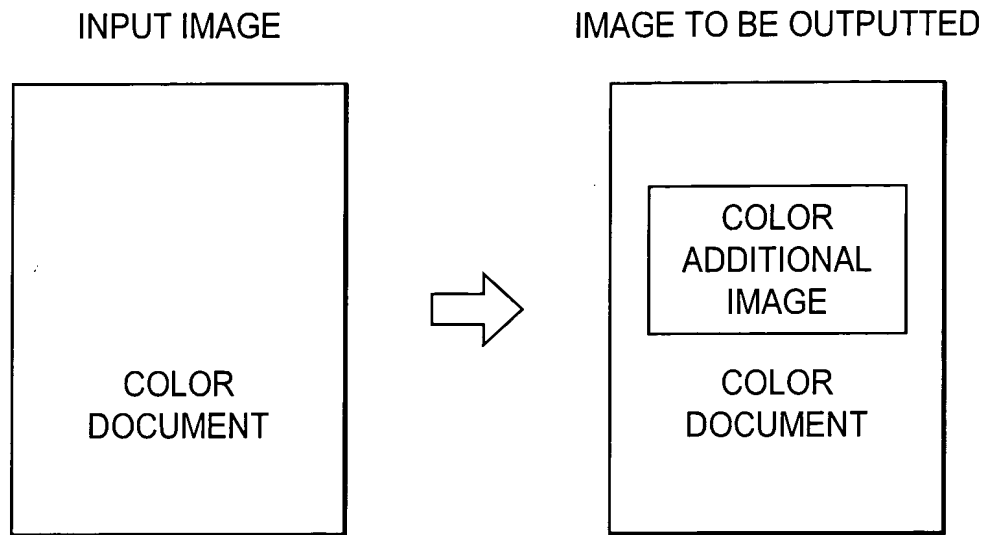 INPUT IMAGE
COLOR
DOCUMENT
IMAGE TO BE OUTPUTTED
COLOR
ADDITIONAL
IMAGE
COLOR
DOCUMENT